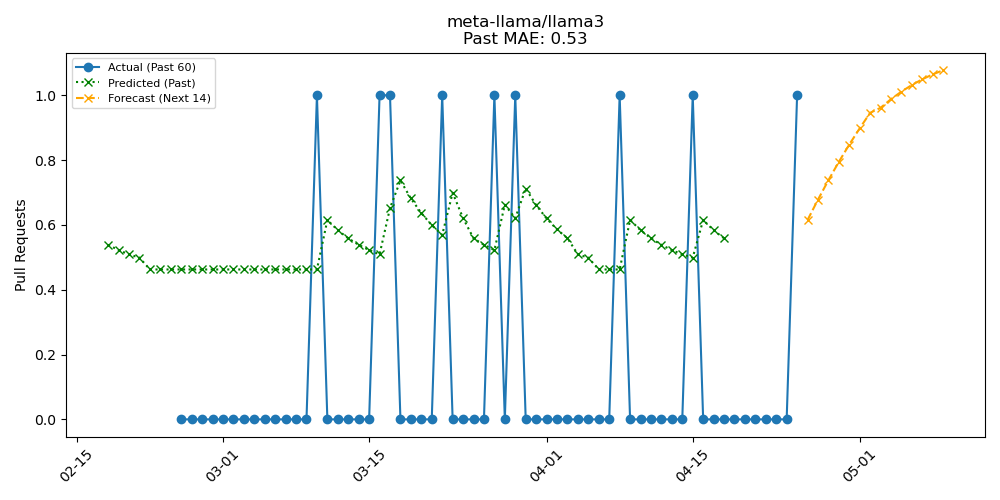 meta-llama/llama3
Past MAE: 0.53
Actual (Past 60)
Predicted (Past)
Forecast (Next 14)
Pull Requests
1.0
0.8
0.6
0.4
0.2
0.0
02-15
03-01
03-15
04-01
04-15
05-01